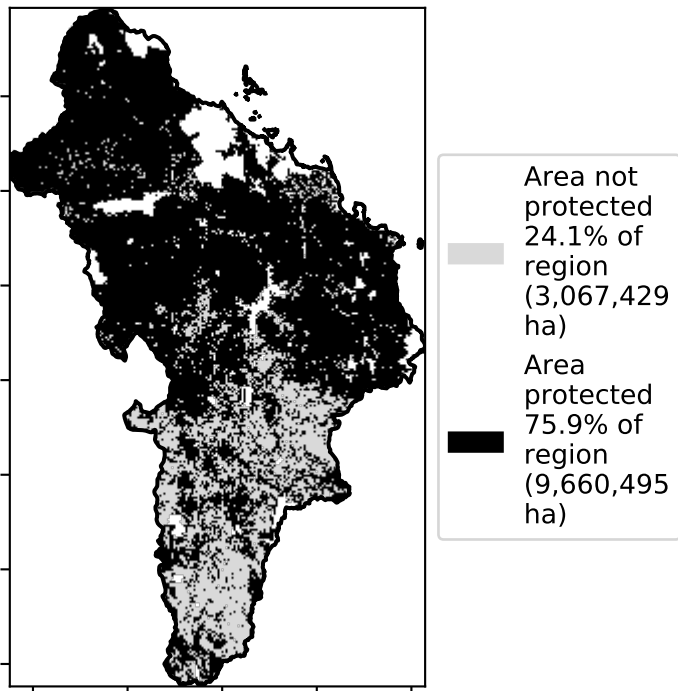 Area not
protected
24.1% of
region
(3,067,429
ha)
Area
protected
75.9% of
region
(9,660,495
ha)